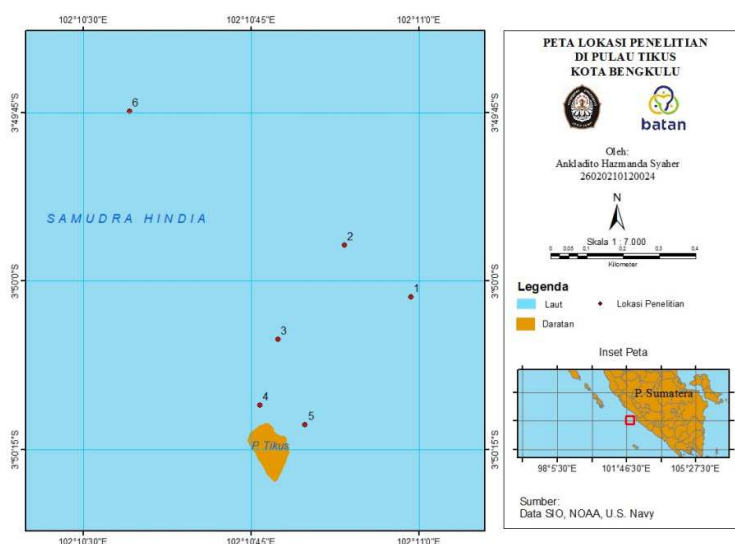 102°10'30"E 102°10'45"E 102°11'0"E
3°49'45"S 3°49'45"S
3°50'0"S 3°50'0"S
3°50'15"S 3°50'15"S
6
SAMUDRA HINDIA
2
1
3
4
5
P. Tikus
102°10'30"E 102°10'45"E 102°11'0"E
PETA LOKASI PENELITIAN
DI PULAU TIKUS
KOTA BENGKULU
batan
Oleh:
Ankladito Hazmanda Syaher
26020210120024
N
Skala 1 : 7.000
0 0,05 0,1 0,2 0,3 0,4
Kilometer
Legenda
Laut Lokasi Penelitian
Daratan
Inset Peta
P. Sumatera
98°5'30"E 101°46'30"E 105°27'30"E
Sumber:
Data SIO, NOAA, U.S. Navy